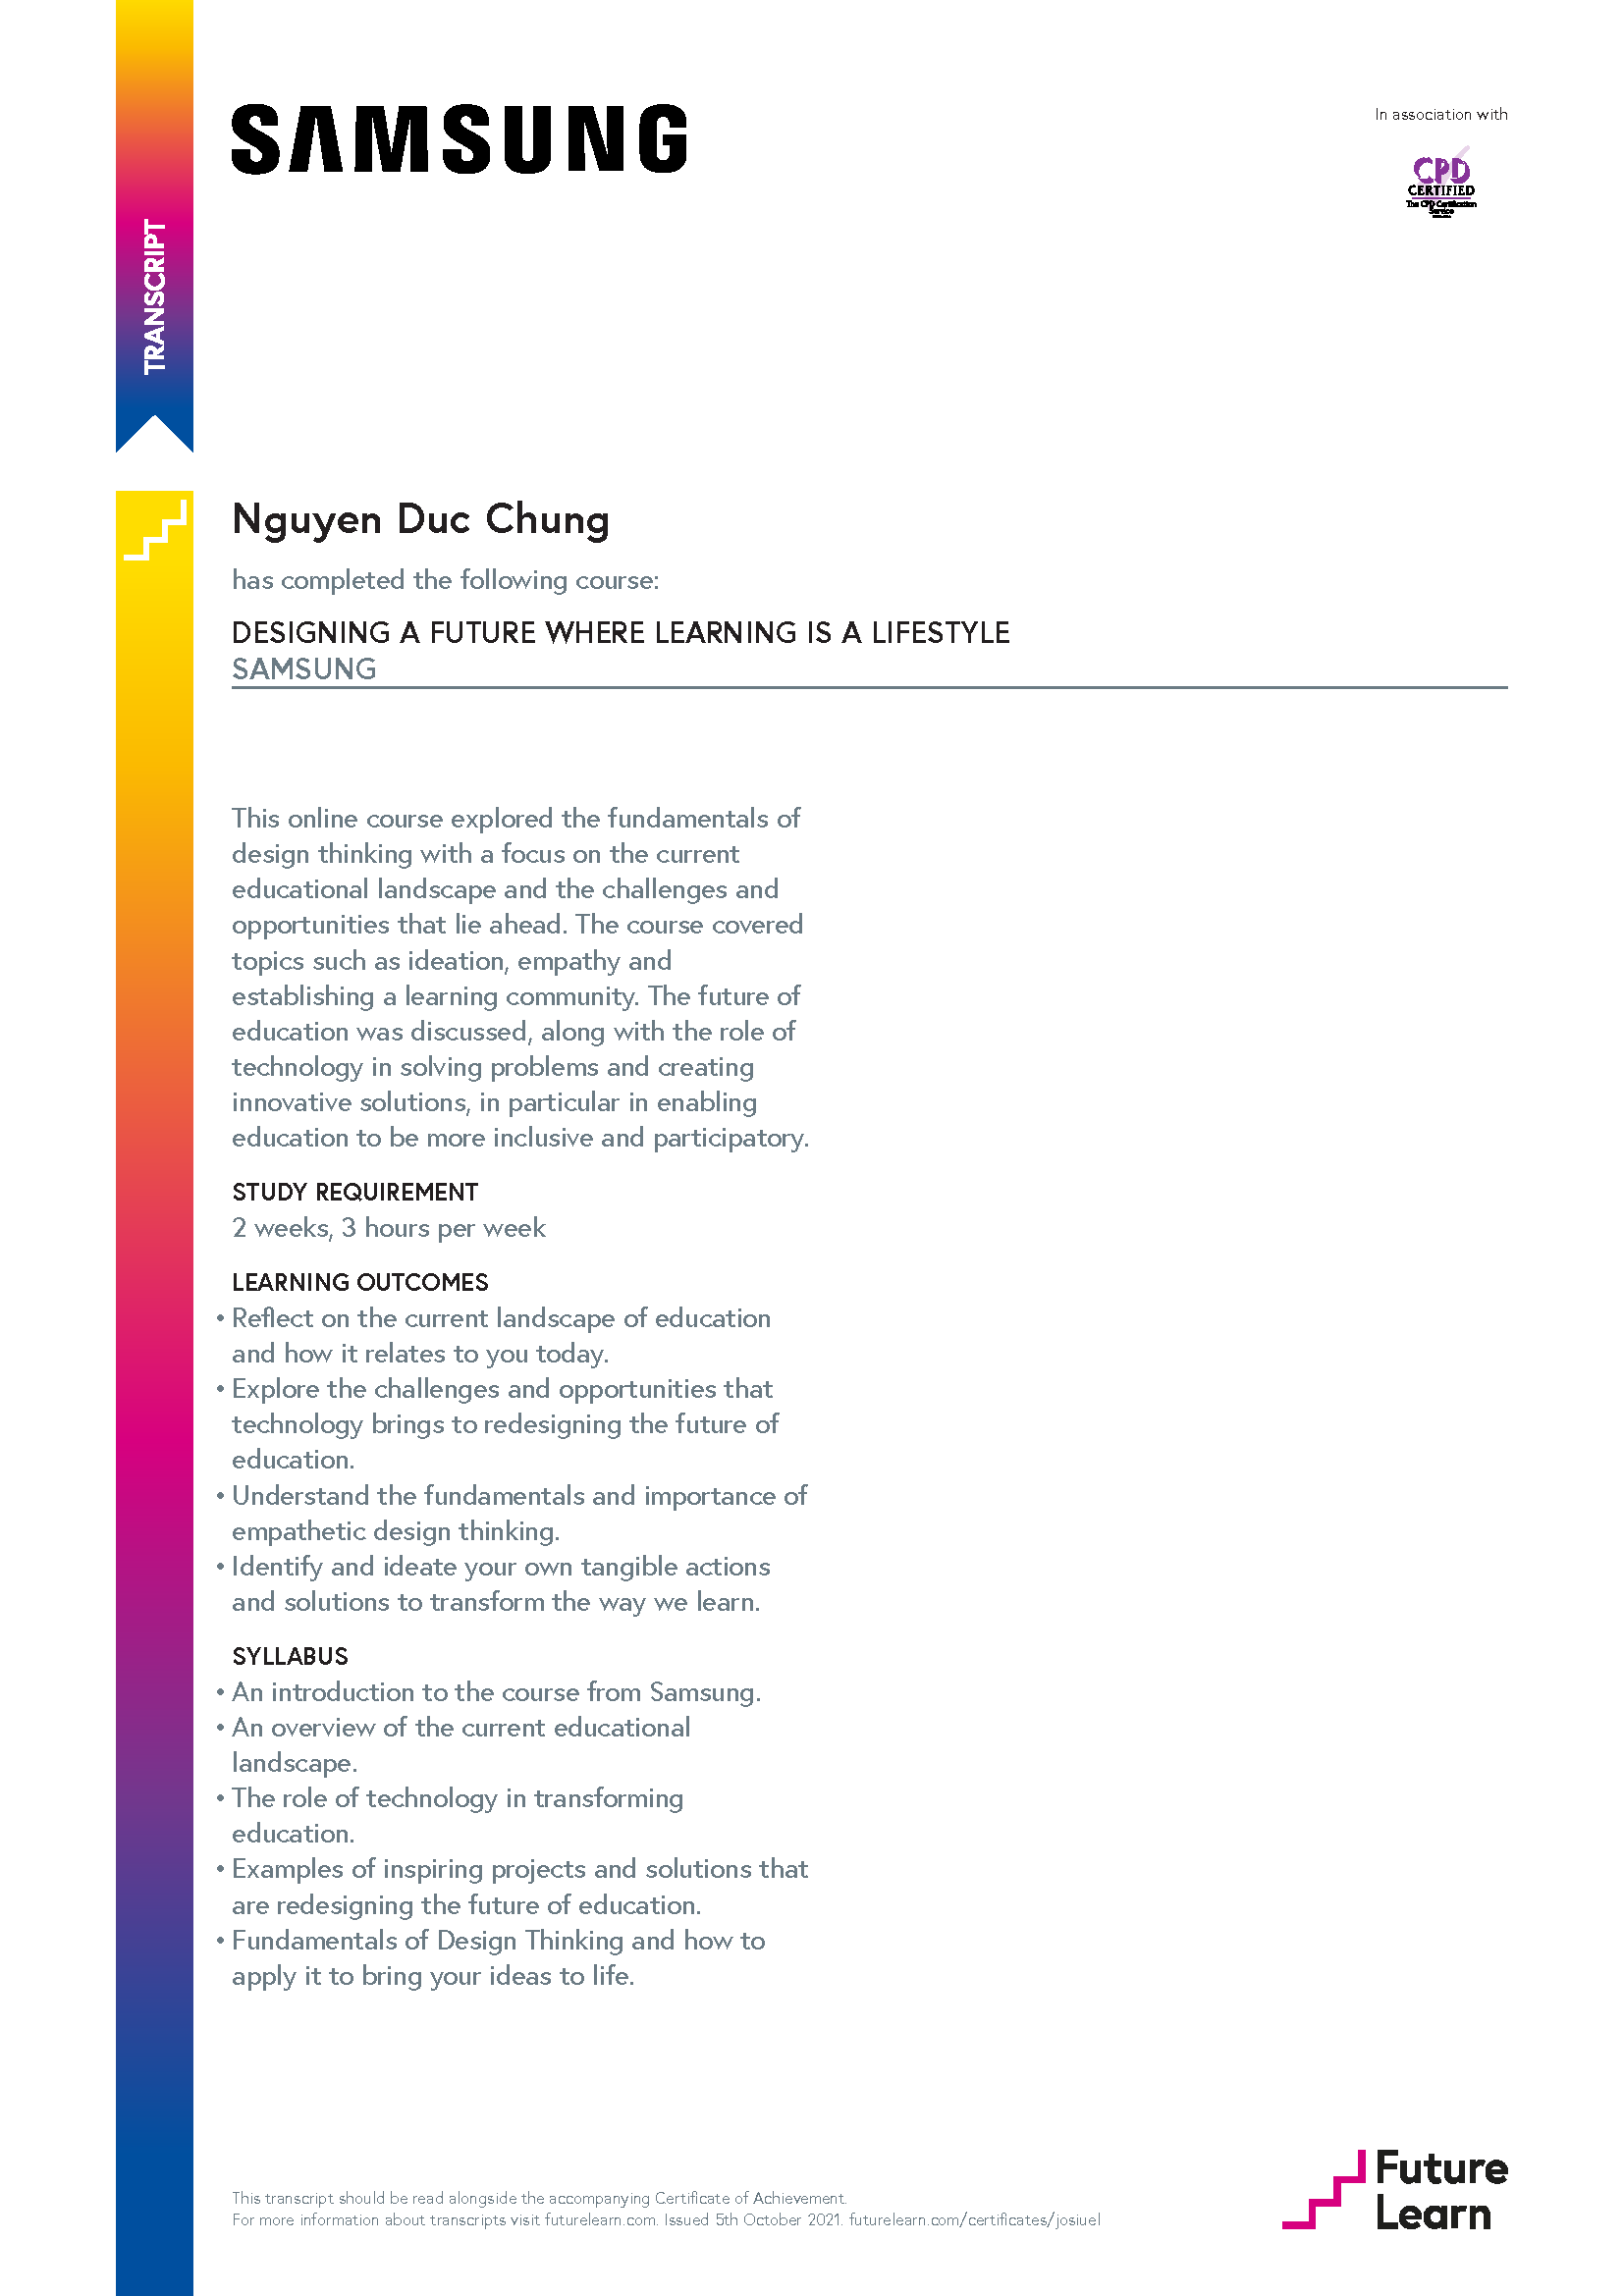 TRANSCRIPT
SAMSUNG
In association with
CPD
CERTIFIED
The CPD Certification
Service
Nguyen Duc Chung
has completed the following course:
DESIGNING A FUTURE WHERE LEARNING IS A LIFESTYLE
SAMSUNG
This online course explored the fundamentals of
design thinking with a focus on the current
educational landscape and the challenges and
opportunities that lie ahead. The course covered
topics such as ideation, empathy and
establishing a learning community. The future of
education was discussed, along with the role of
technology in solving problems and creating
innovative solutions, in particular in enabling
education to be more inclusive and participatory.
STUDY REQUIREMENT
2 weeks, 3 hours per week
LEARNING OUTCOMES
• Reflect on the current landscape of education
and how it relates to you today.
• Explore the challenges and opportunities that
technology brings to redesigning the future of
education.
• Understand the fundamentals and importance of
empathetic design thinking.
• Identify and ideate your own tangible actions
and solutions to transform the way we learn.
SYLLABUS
• An introduction to the course from Samsung.
• An overview of the current educational
landscape.
• The role of technology in transforming
education.
• Examples of inspiring projects and solutions that
are redesigning the future of education.
• Fundamentals of Design Thinking and how to
apply it to bring your ideas to life.
This transcript should be read alongside the accompanying Certificate of Achievement.
For more information about transcripts visit futurelearn.com. Issued 5th October 2021. futurelearn.com/certificates/josiuel
Future
Learn